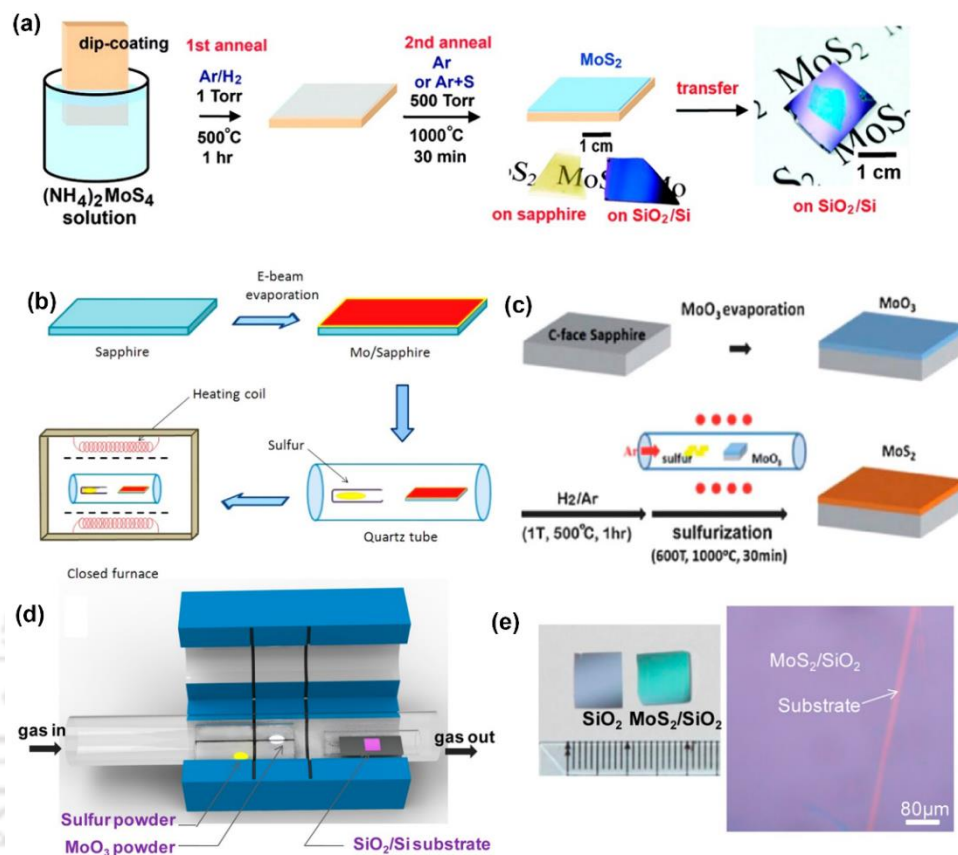 (a)
dip-coating
(NH₄)₂MoS₄
solution
1st anneal
Ar/H₂
1 Torr
500°C
1 hr
2nd anneal
Ar
or Ar+S
500 Torr
1000°C
30 min
MoS₂
1 cm
S₂ MoS
Mo
on sapphire
on SiO₂/Si
transfer
MoS₂
MoS₂
1 cm
on SiO₂/Si
(b)
Sapphire
E-beam
evaporation
Mo/Sapphire
Heating coil
Sulfur
Quartz tube
Closed furnace
(c)
C-face Sapphire
MoO₃ evaporation
MoO₃
Ar
sulfur
MoO₃
H₂/Ar
(1T, 500°C, 1hr)
sulfurization
(600T, 1000°C, 30min)
MoS₂
(d)
gas in
gas out
Sulfur powder
MoO₃ powder
SiO₂/Si substrate
(e)
SiO₂ MoS₂/SiO₂
MoS₂/SiO₂
Substrate
80μm